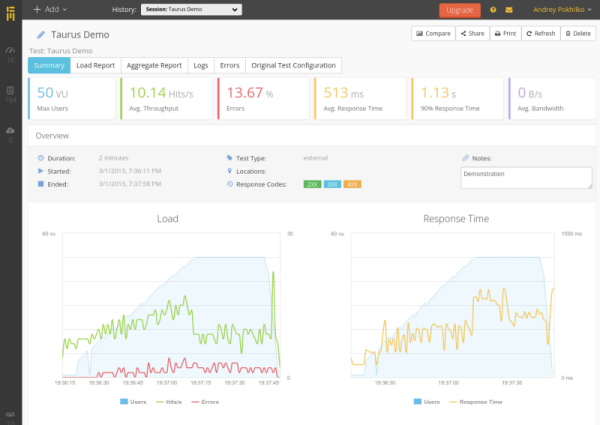 + Add
History: Session: Taurus Demo
Upgrade
Andrey Pokhilko
Taurus Demo
Compare Share Print Refresh Delete
Test: Taurus Demo
Summary Load Report Aggregate Report Logs Errors Original Test Configuration
50 VU 10.14 Hits/s 13.67 % 513 ms 1.13 s 0 B/s
Max Users Avg. Throughput Errors Avg. Response Time 90% Response Time Avg. Bandwidth
16
164
Overview
Duration: 2 minutes Test Type: external Notes:
Started: 3/1/2015, 7:36:11 PM Locations: Demonstration
Ended: 3/1/2015, 7:37:58 PM Response Codes: 2XX 3XX 4XX
Load Response Time
60 VU 30 60 VU 1500 ms
0 0 ms
19:36:15 19:36:30 19:36:45 19:37:00 19:37:15 19:37:30 19:37:45 19:36:30 19:37:00 19:37:30
Users Hits/s Errors Users Response Time